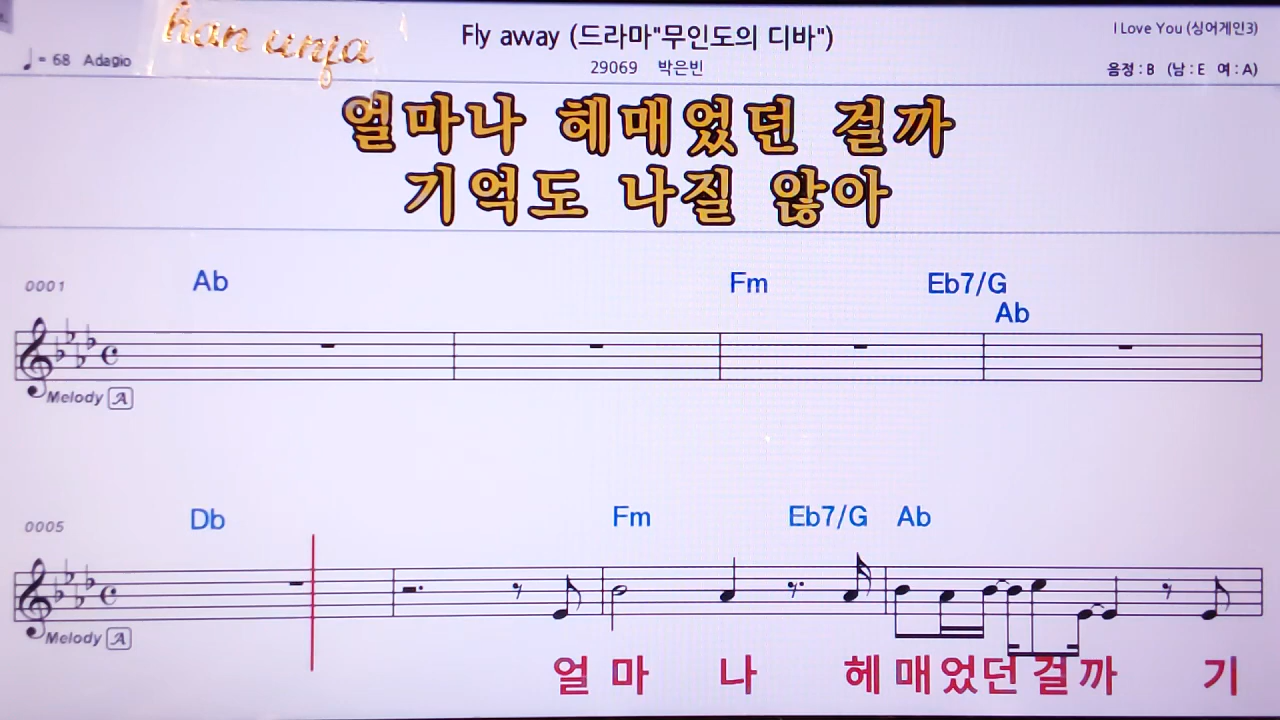 han unja
Fly away (드라마"무인도의 디바")
I Love You (싱어게인3)
♩= 68 Adagio
29069 박은빈
음정 : B (남 : E 여 : A)
얼마나 헤매었던 걸까
기억도 나질 않아
0001 Ab Fm Eb7/G
Ab
Melody A
0005 Db Fm Eb7/G Ab
Melody A
얼 마 나 헤 매 었 던 걸 까 기